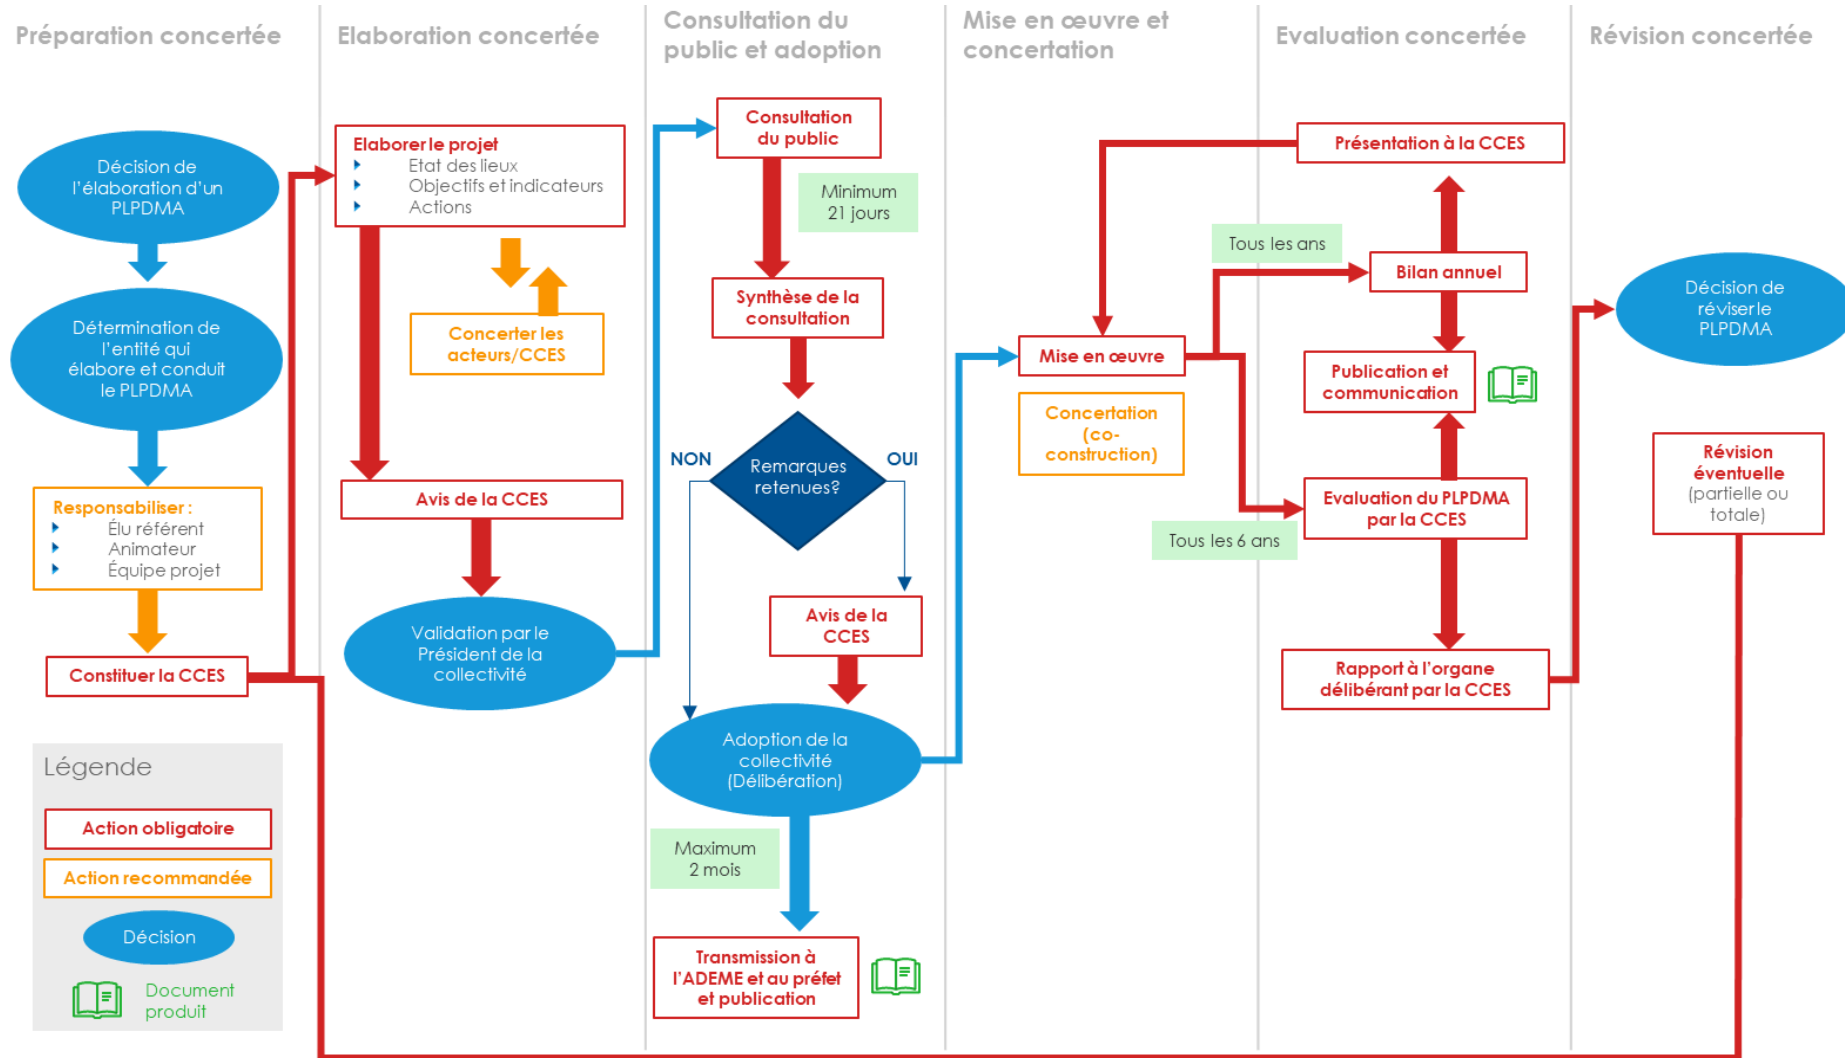 Préparation concertée
Elaboration concertée
Consultation du
public et adoption
Mise en œuvre et
concertation
Evaluation concertée
Révision concertée
Décision de
l'élaboration d'un
PLPDMA
Détermination de
l'entité qui
élabore et conduit
le PLPDMA
Responsabiliser :
Élu référent
Animateur
Équipe projet
Constituer la CCES
Légende
Action obligatoire
Action recommandée
Décision
Document
produit
Elaborer le projet
Etat des lieux
Objectifs et indicateurs
Actions
Concerter les
acteurs/CCES
Avis de la CCES
Validation par le
Président de la
collectivité
Consultation
du public
Minimum
21 jours
Synthèse de la
consultation
NON
Remarques
retenues?
OUI
Avis de la
CCES
Adoption de la
collectivité
(Délibération)
Maximum
2 mois
Transmission à
l'ADEME et au préfet
et publication
Mise en œuvre
Concertation
(co-
construction)
Présentation à la CCES
Tous les ans
Bilan annuel
Publication et
communication
Evaluation du PLPDMA
par la CCES
Tous les 6 ans
Rapport à l'organe
délibérant par la CCES
Décision de
réviser le
PLPDMA
Révision
éventuelle
(partielle ou
totale)